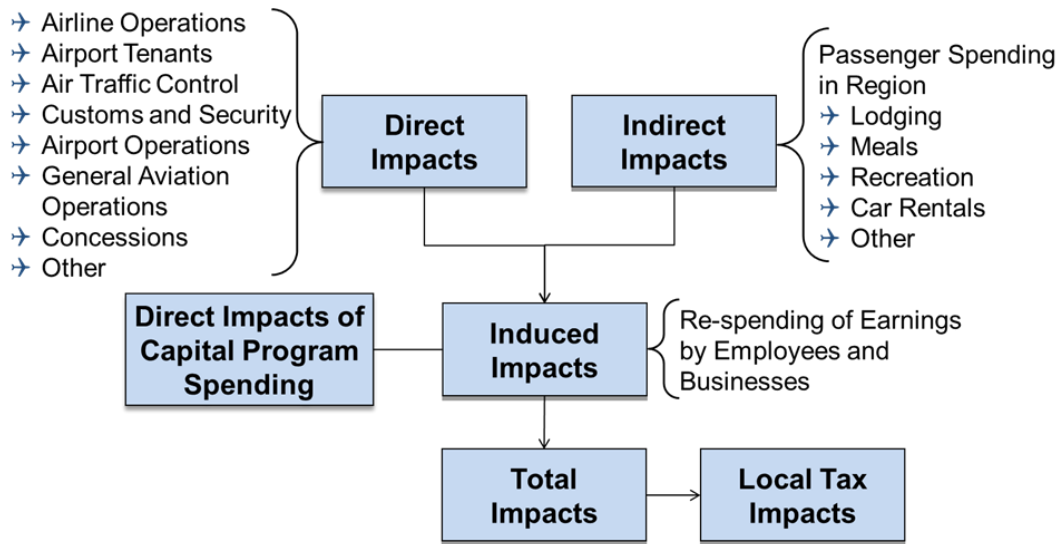 Airline Operations
Airport Tenants
Air Traffic Control
Customs and Security
Airport Operations
General Aviation
Operations
Concessions
Other
Direct
Impacts
Indirect
Impacts
Passenger Spending
in Region
Lodging
Meals
Recreation
Car Rentals
Other
Direct Impacts of
Capital Program
Spending
Induced
Impacts
Re-spending of Earnings
by Employees and
Businesses
Total
Impacts
Local Tax
Impacts